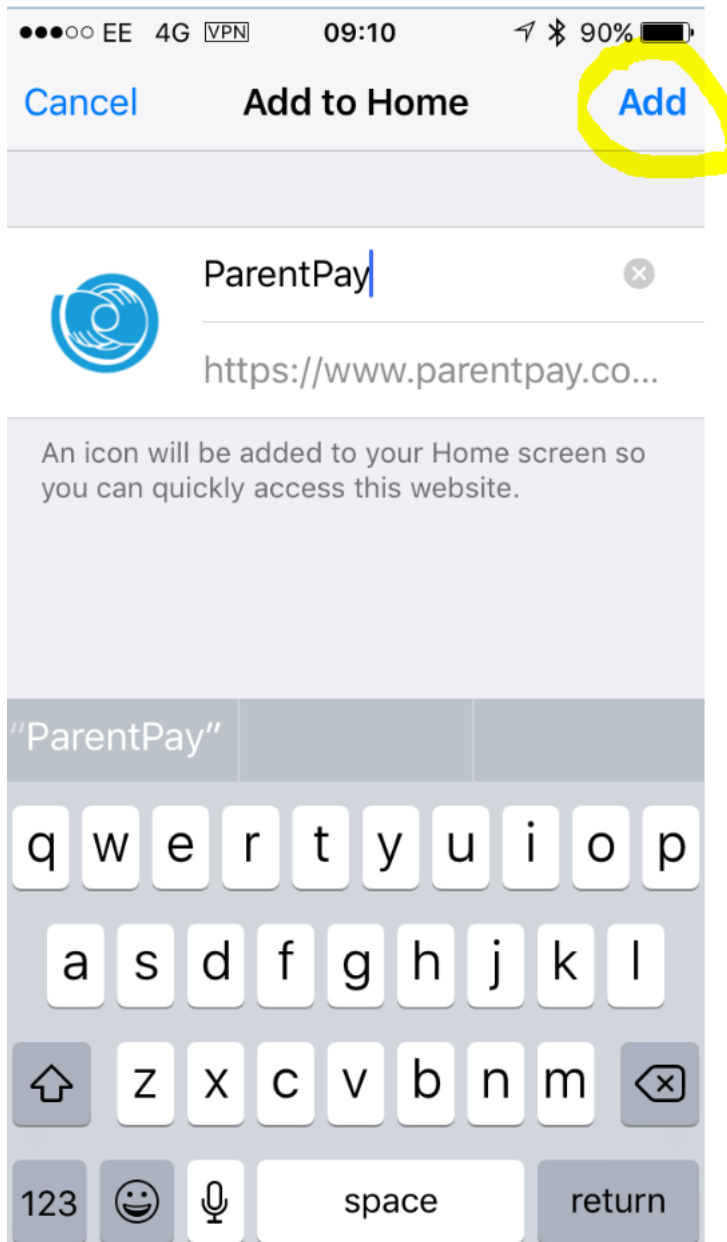 EE 4G VPN 09:10 90%
Cancel Add to Home Add
ParentPay
https://www.parentpay.co...
An icon will be added to your Home screen so
you can quickly access this website.
“ParentPay”
q w e r t y u i o p
a s d f g h j k l
z x c v b n m
123 space return